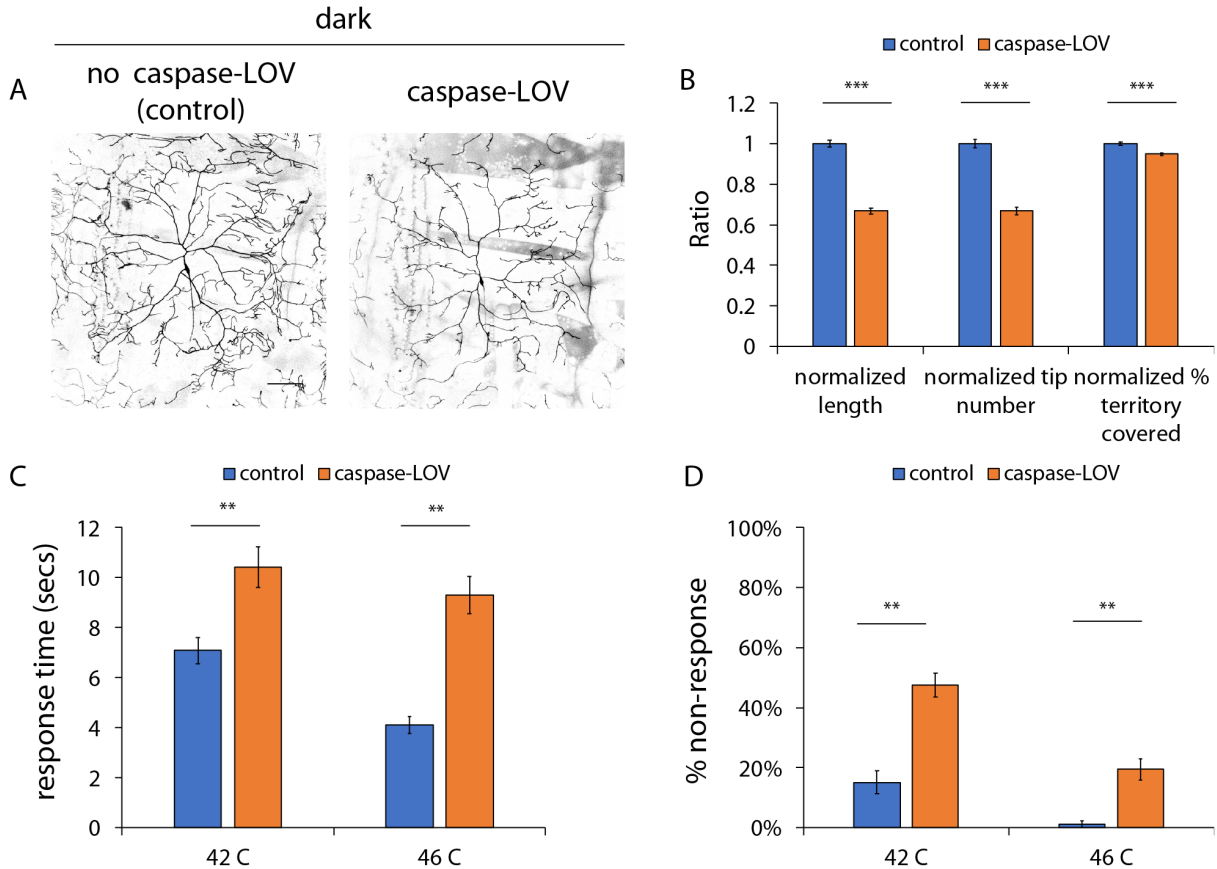 dark
A
no caspase-LOV
(control)
caspase-LOV
B
control
caspase-LOV
***
***
***
1.2
1
0.8
0.6
0.4
0.2
0
Ratio
normalized
length
normalized tip
number
normalized %
territory
covered
C
control
caspase-LOV
**
**
12
10
8
6
4
2
0
response time (secs)
42 C
46 C
D
control
caspase-LOV
**
**
100%
80%
60%
40%
20%
0%
% non-response
42 C
46 C